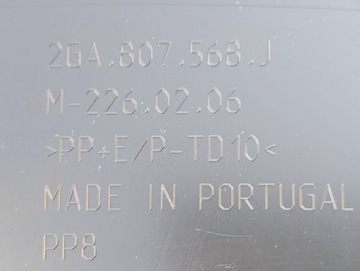 2GA.807.568.J
M-226.02.06
>PP+E/P-TD10<
MADE IN PORTUGAL
PP8